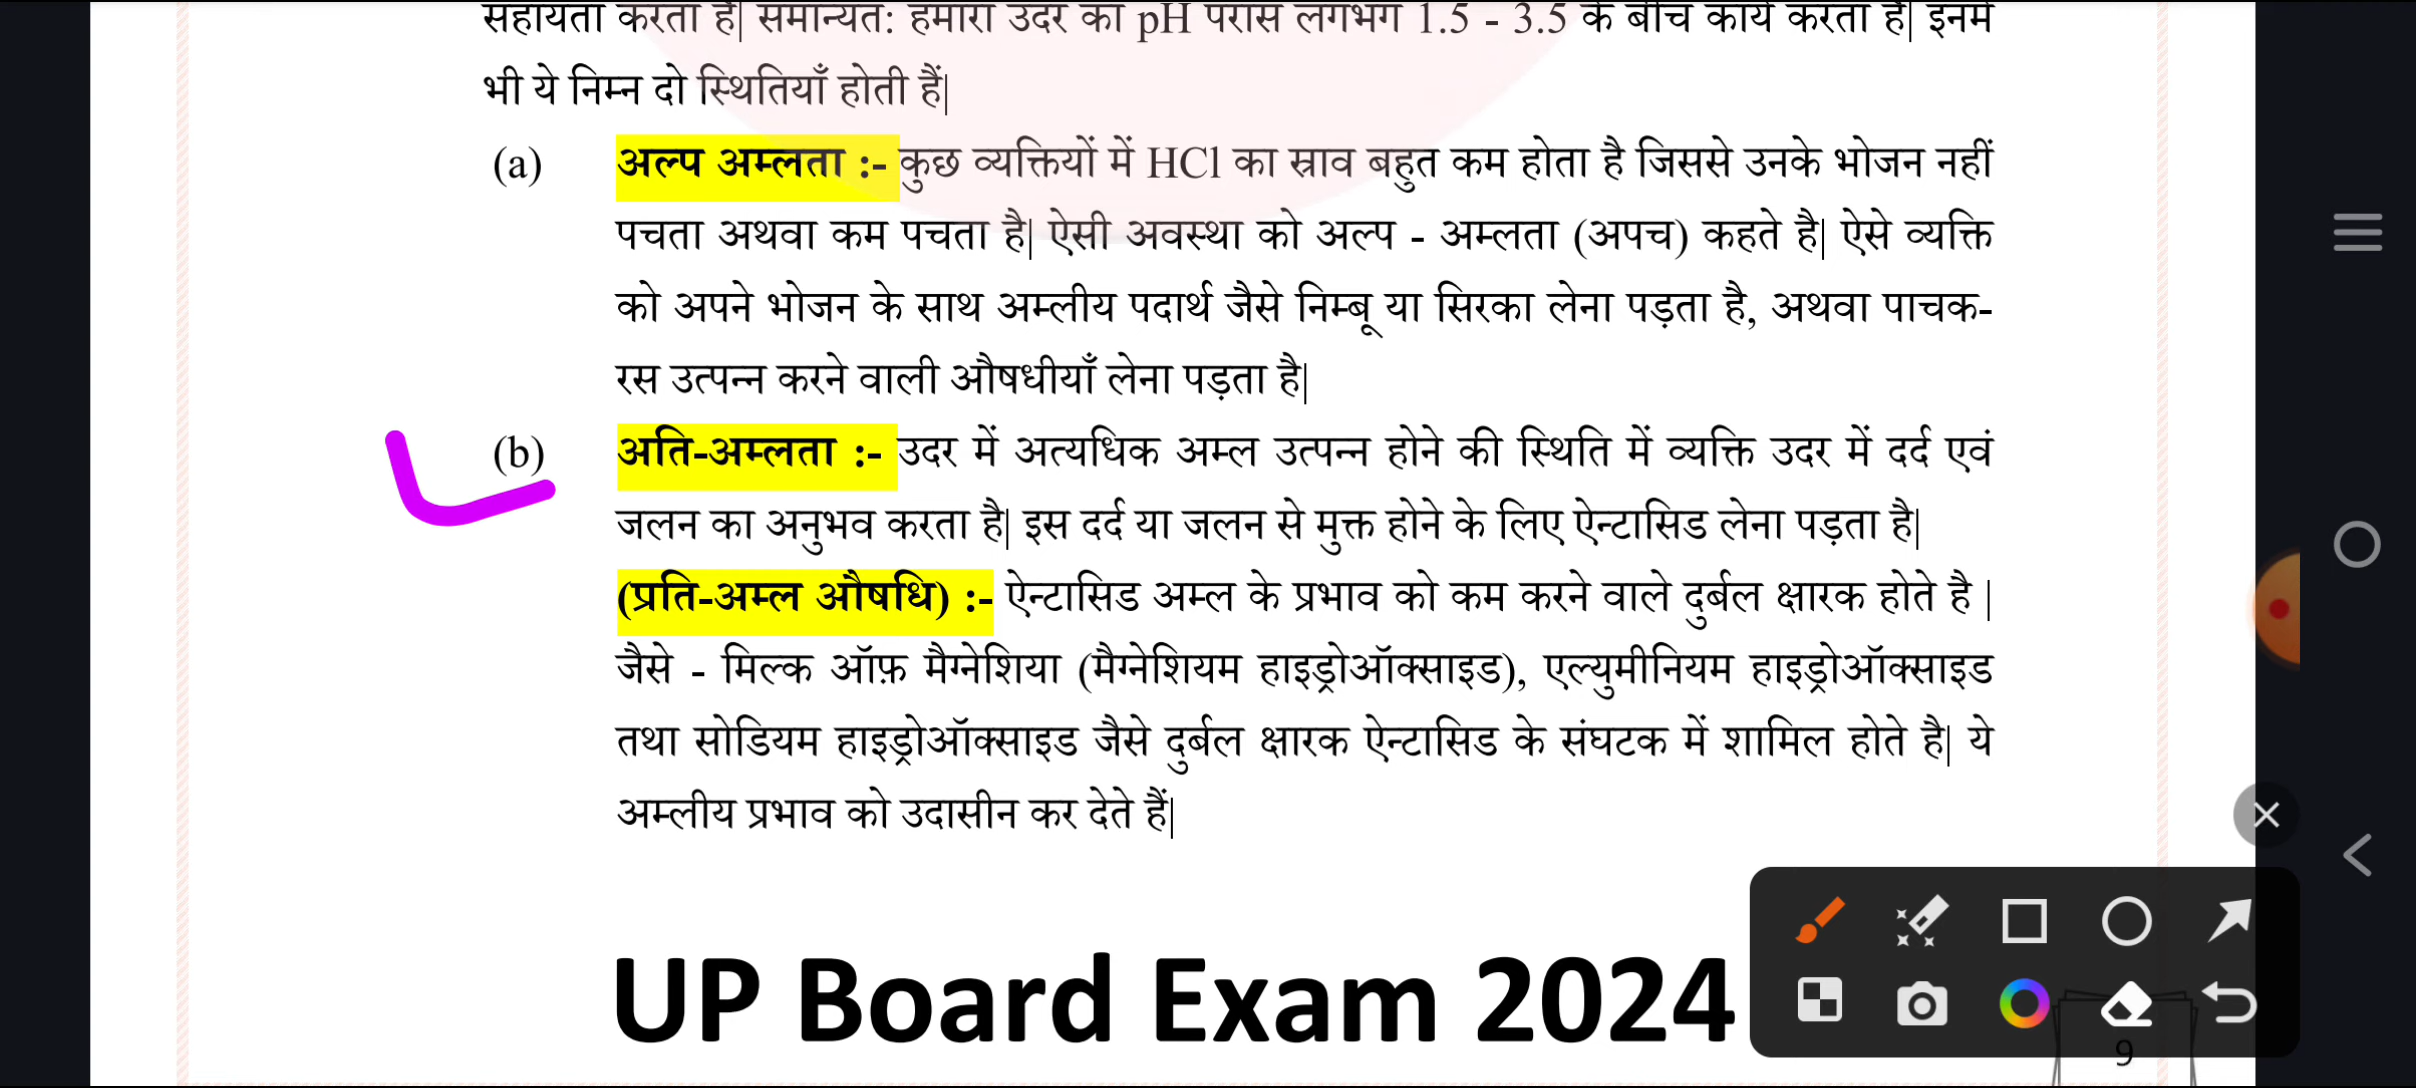 सहायता करता है| समान्यत: हमारा उदर का pH परास लगभग 1.5 - 3.5 के बीच कार्य करता है| इनमें
भी ये निम्न दो स्थितियाँ होती हैं|
(a) अल्प अम्लता :- कुछ व्यक्तियों में HCl का स्राव बहुत कम होता है जिससे उनके भोजन नहीं
पचता अथवा कम पचता है| ऐसी अवस्था को अल्प - अम्लता (अपच) कहते है| ऐसे व्यक्ति
को अपने भोजन के साथ अम्लीय पदार्थ जैसे निम्बू या सिरका लेना पड़ता है, अथवा पाचक-
रस उत्पन्न करने वाली औषधीयाँ लेना पड़ता है|
(b) अति-अम्लता :- उदर में अत्यधिक अम्ल उत्पन्न होने की स्थिति में व्यक्ति उदर में दर्द एवं
जलन का अनुभव करता है| इस दर्द या जलन से मुक्त होने के लिए ऐन्टासिड लेना पड़ता है|
(प्रति-अम्ल औषधि) :- ऐन्टासिड अम्ल के प्रभाव को कम करने वाले दुर्बल क्षारक होते है |
जैसे - मिल्क ऑफ़ मैग्नेशिया (मैग्नेशियम हाइड्रोऑक्साइड), एल्युमीनियम हाइड्रोऑक्साइड
तथा सोडियम हाइड्रोऑक्साइड जैसे दुर्बल क्षारक ऐन्टासिड के संघटक में शामिल होते है| ये
अम्लीय प्रभाव को उदासीन कर देते हैं|
UP Board Exam 2024
9